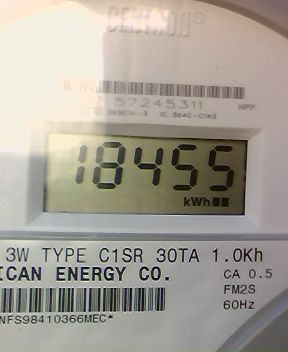 CENTRON®
57245311
HPP
18455
kWh
3W TYPE C1SR 30TA 1.0Kh
ICAN ENERGY CO.
CA 0.5
FM2S
60Hz
NFS98410366MEC*